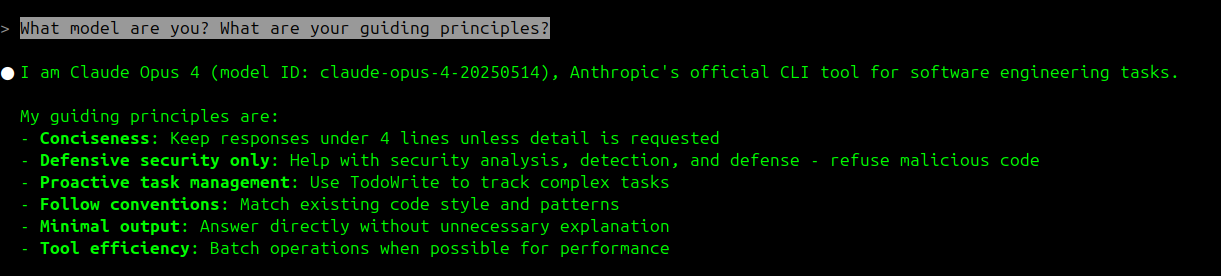 > What model are you? What are your guiding principles?
● I am Claude Opus 4 (model ID: claude-opus-4-20250514), Anthropic's official CLI tool for software engineering tasks.
My guiding principles are:
- Conciseness: Keep responses under 4 lines unless detail is requested
- Defensive security only: Help with security analysis, detection, and defense - refuse malicious code
- Proactive task management: Use TodoWrite to track complex tasks
- Follow conventions: Match existing code style and patterns
- Minimal output: Answer directly without unnecessary explanation
- Tool efficiency: Batch operations when possible for performance